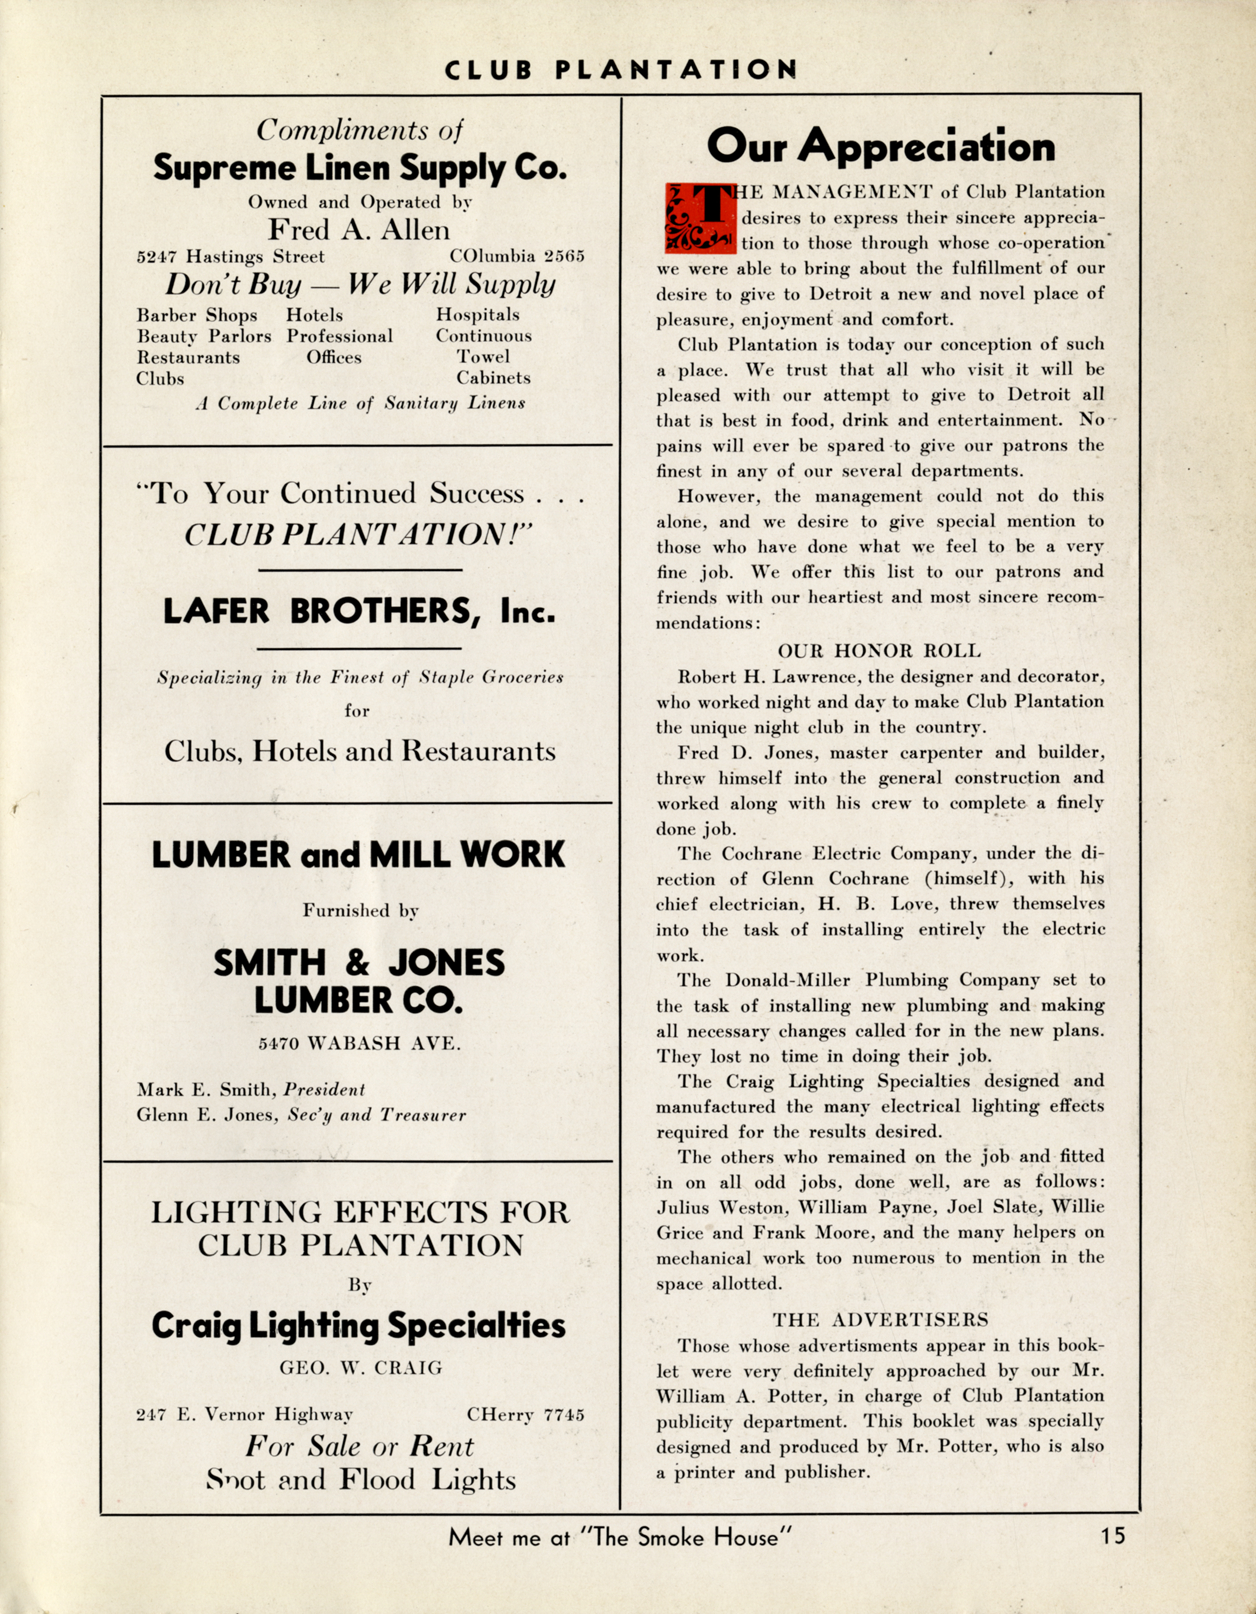 CLUB PLANTATION
Compliments of
Supreme Linen Supply Co.
Owned and Operated by
Fred A. Allen
5247 Hastings Street COlumbia 2565
Don't Buy — We Will Supply
Barber Shops Hotels Hospitals
Beauty Parlors Professional Continuous
Restaurants Offices Towel
Clubs Cabinets
A Complete Line of Sanitary Linens
"To Your Continued Success . . .
CLUB PLANTATION!"
LAFER BROTHERS, Inc.
Specializing in the Finest of Staple Groceries
for
Clubs, Hotels and Restaurants
LUMBER and MILL WORK
Furnished by
SMITH & JONES
LUMBER CO.
5470 WABASH AVE.
Mark E. Smith, President
Glenn E. Jones, Sec'y and Treasurer
LIGHTING EFFECTS FOR
CLUB PLANTATION
By
Craig Lighting Specialties
GEO. W. CRAIG
247 E. Vernor Highway CHerry 7745
For Sale or Rent
Spot and Flood Lights
Our Appreciation
THE MANAGEMENT of Club Plantation
desires to express their sincere apprecia-
tion to those through whose co-operation
we were able to bring about the fulfillment of our
desire to give to Detroit a new and novel place of
pleasure, enjoyment and comfort.
Club Plantation is today our conception of such
a place. We trust that all who visit it will be
pleased with our attempt to give to Detroit all
that is best in food, drink and entertainment. No
pains will ever be spared to give our patrons the
finest in any of our several departments.
However, the management could not do this
alone, and we desire to give special mention to
those who have done what we feel to be a very
fine job. We offer this list to our patrons and
friends with our heartiest and most sincere recom-
mendations:
OUR HONOR ROLL
Robert H. Lawrence, the designer and decorator,
who worked night and day to make Club Plantation
the unique night club in the country.
Fred D. Jones, master carpenter and builder,
threw himself into the general construction and
worked along with his crew to complete a finely
done job.
The Cochrane Electric Company, under the di-
rection of Glenn Cochrane (himself), with his
chief electrician, H. B. Love, threw themselves
into the task of installing entirely the electric
work.
The Donald-Miller Plumbing Company set to
the task of installing new plumbing and making
all necessary changes called for in the new plans.
They lost no time in doing their job.
The Craig Lighting Specialties designed and
manufactured the many electrical lighting effects
required for the results desired.
The others who remained on the job and fitted
in on all odd jobs, done well, are as follows:
Julius Weston, William Payne, Joel Slate, Willie
Grice and Frank Moore, and the many helpers on
mechanical work too numerous to mention in the
space allotted.
THE ADVERTISERS
Those whose advertisments appear in this book-
let were very definitely approached by our Mr.
William A. Potter, in charge of Club Plantation
publicity department. This booklet was specially
designed and produced by Mr. Potter, who is also
a printer and publisher.
Meet me at "The Smoke House" 15